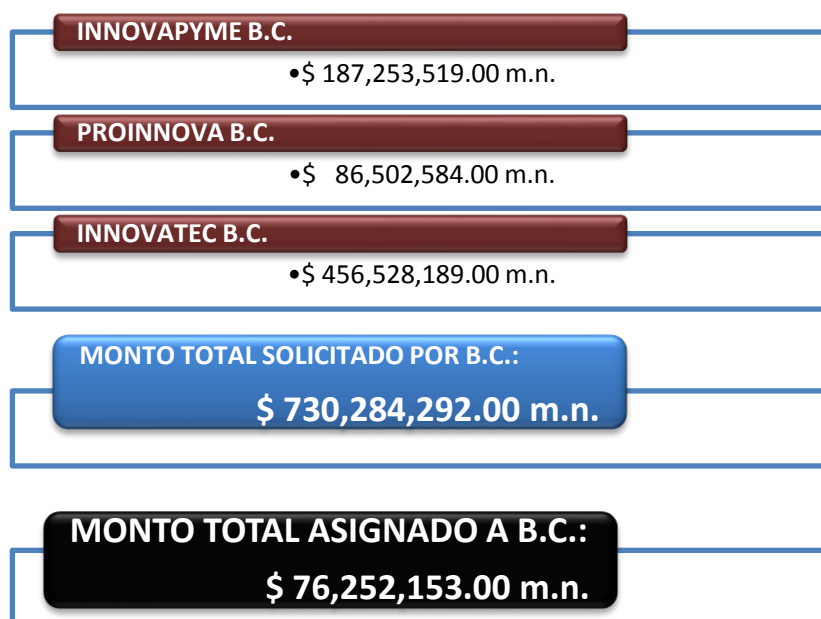 INNOVAPYME B.C.
•$ 187,253,519.00 m.n.
PROINNOVA B.C.
•$ 86,502,584.00 m.n.
INNOVATEC B.C.
•$ 456,528,189.00 m.n.
MONTO TOTAL SOLICITADO POR B.C.:
$ 730,284,292.00 m.n.
MONTO TOTAL ASIGNADO A B.C.:
$ 76,252,153.00 m.n.